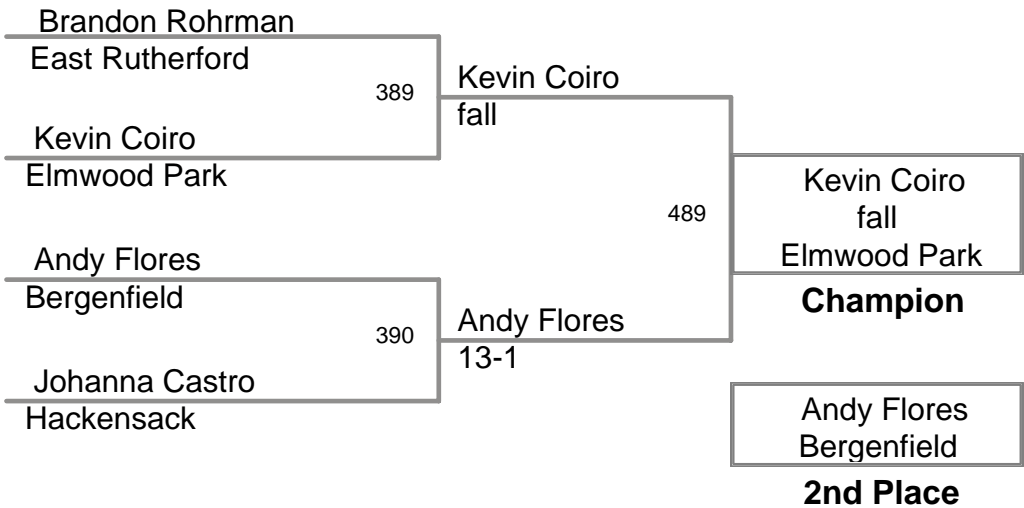 Brandon Rohrman
East Rutherford
389
Kevin Coiro
Elmwood Park
Kevin Coiro
fall
Andy Flores
Bergenfield
390
Johanna Castro
Hackensack
Andy Flores
13-1
489
Kevin Coiro
fall
Elmwood Park
Champion
Andy Flores
Bergenfield
2nd Place